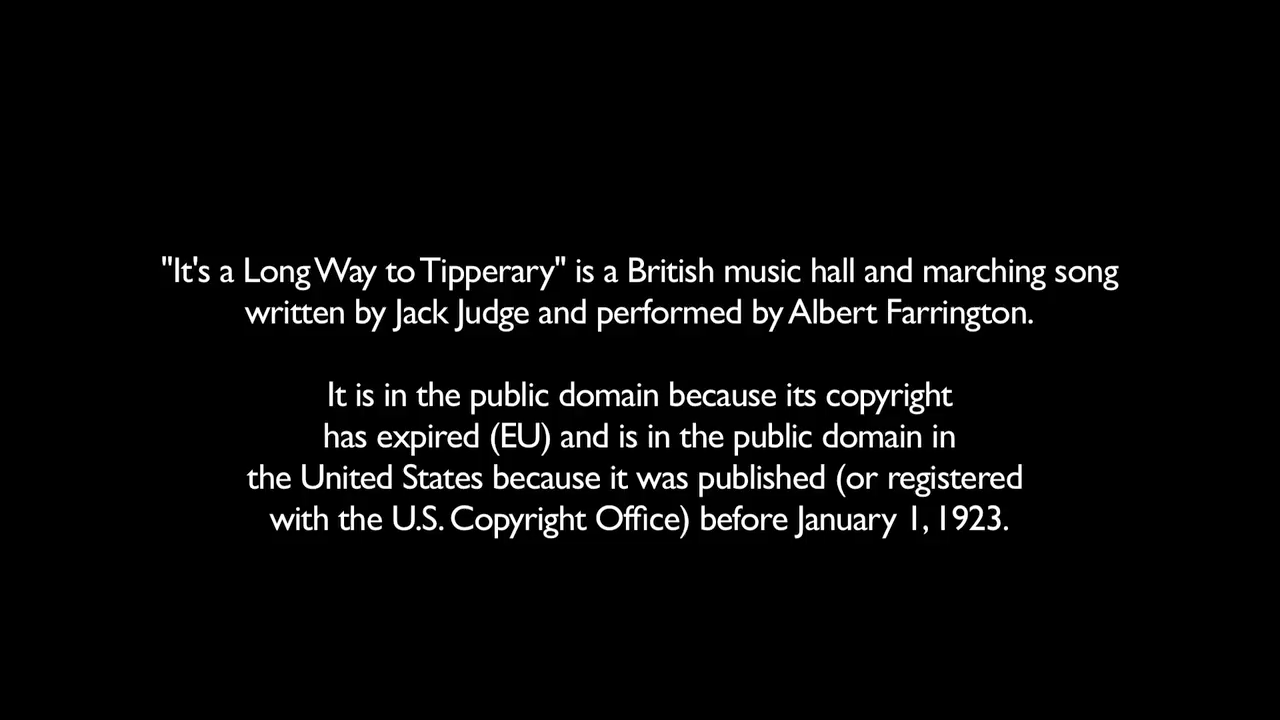 "It's a Long Way to Tipperary" is a British music hall and marching song
written by Jack Judge and performed by Albert Farrington.
It is in the public domain because its copyright
has expired (EU) and is in the public domain in
the United States because it was published (or registered
with the U.S. Copyright Office) before January 1, 1923.